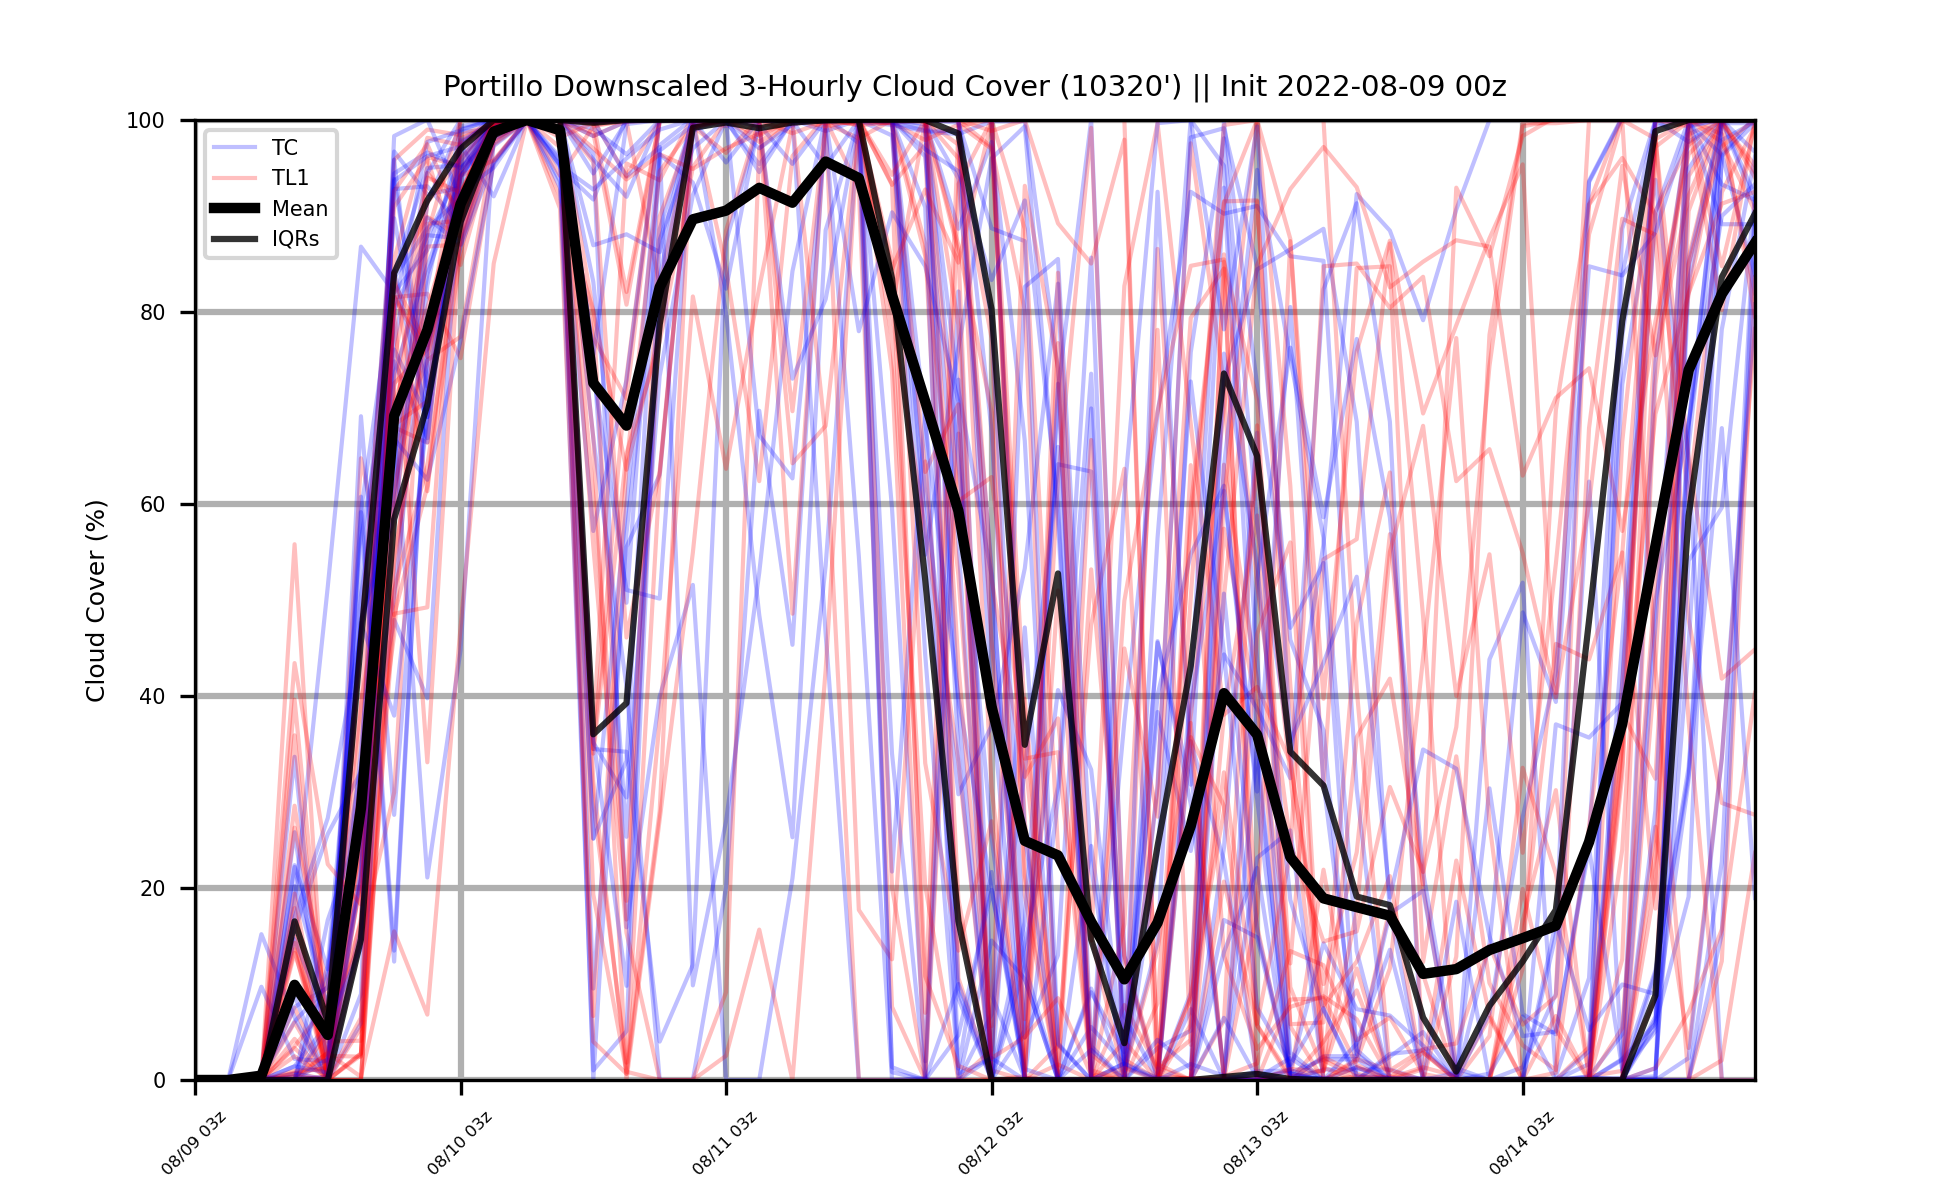 Portillo Downscaled 3-Hourly Cloud Cover (10320') || Init 2022-08-09 00z
TC
TL1
Mean
IQRs
Cloud Cover (%)
100
80
60
40
20
0
08/09 03z
08/10 03z
08/11 03z
08/12 03z
08/13 03z
08/14 03z